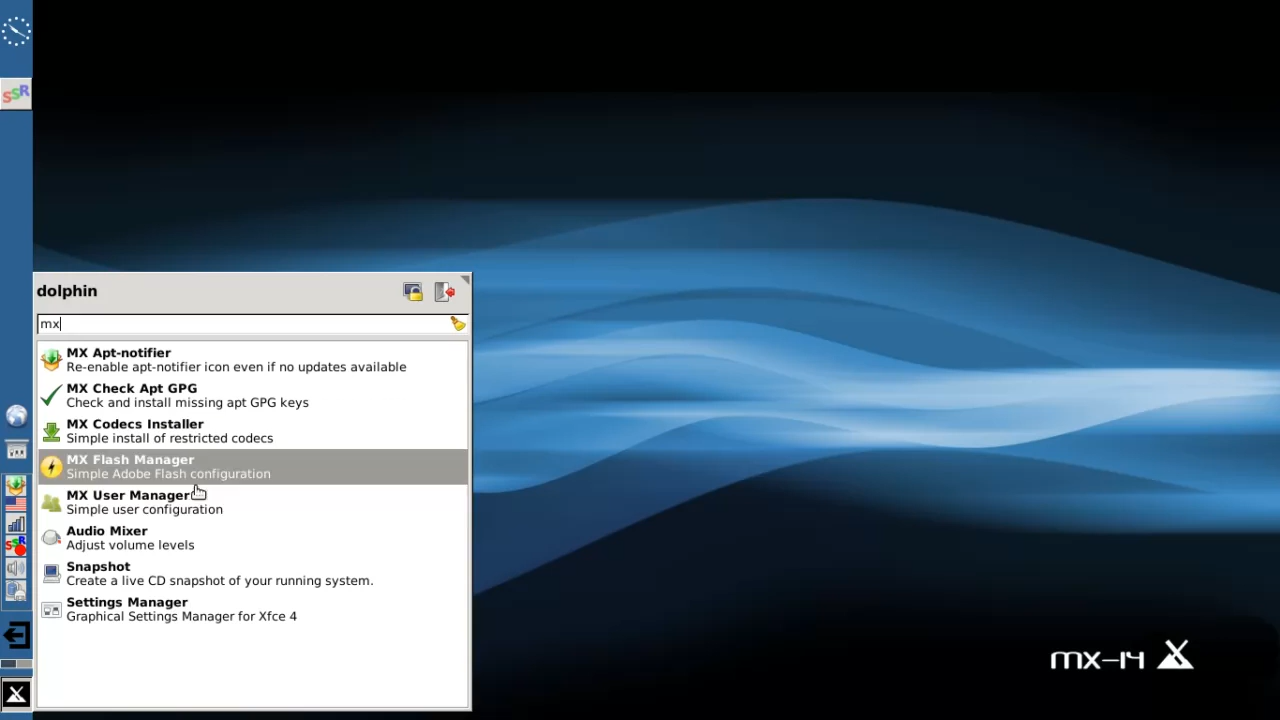 SSR
dolphin
mx
MX Apt-notifier
Re-enable apt-notifier icon even if no updates available
MX Check Apt GPG
Check and install missing apt GPG keys
MX Codecs Installer
Simple install of restricted codecs
MX Flash Manager
Simple Adobe Flash configuration
MX User Manager
Simple user configuration
Audio Mixer
Adjust volume levels
Snapshot
Create a live CD snapshot of your running system.
Settings Manager
Graphical Settings Manager for Xfce 4
SSR
mx-14